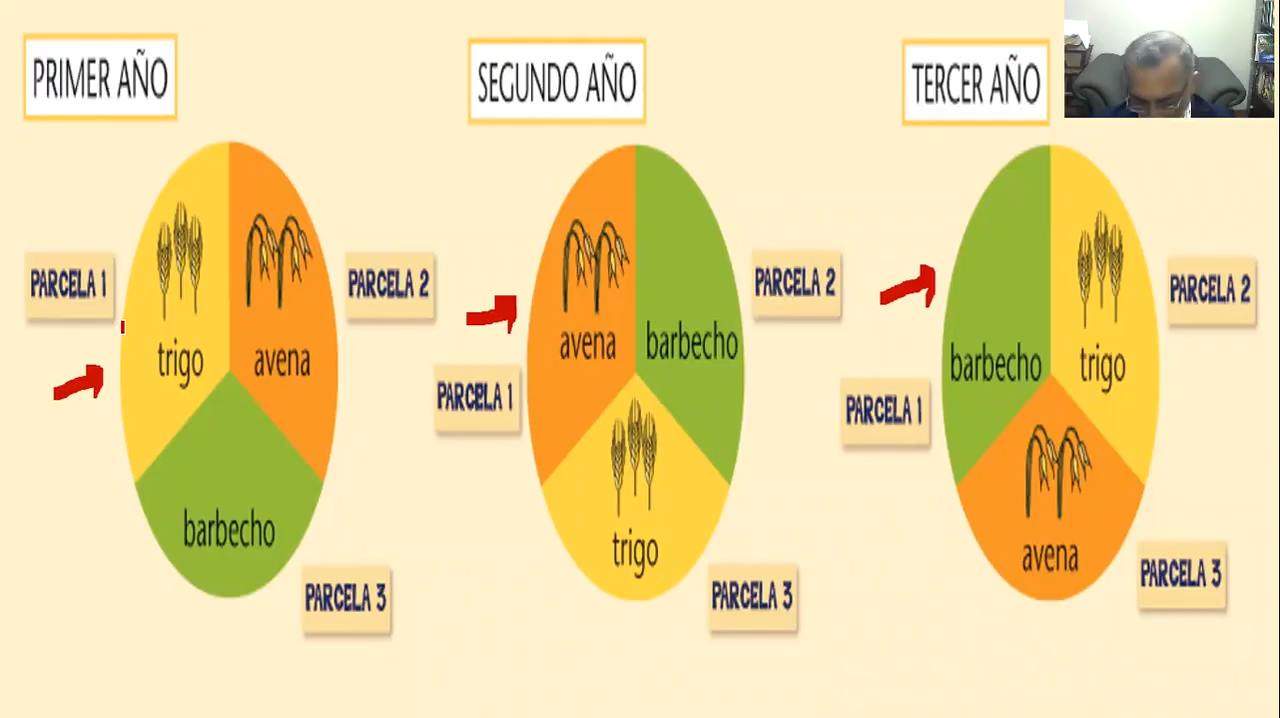 PRIMER AÑO
PARCELA 1
trigo
avena
PARCELA 2
barbecho
PARCELA 3
SEGUNDO AÑO
PARCELA 1
avena
barbecho
PARCELA 2
trigo
PARCELA 3
TERCER AÑO
PARCELA 1
barbecho
trigo
PARCELA 2
avena
PARCELA 3